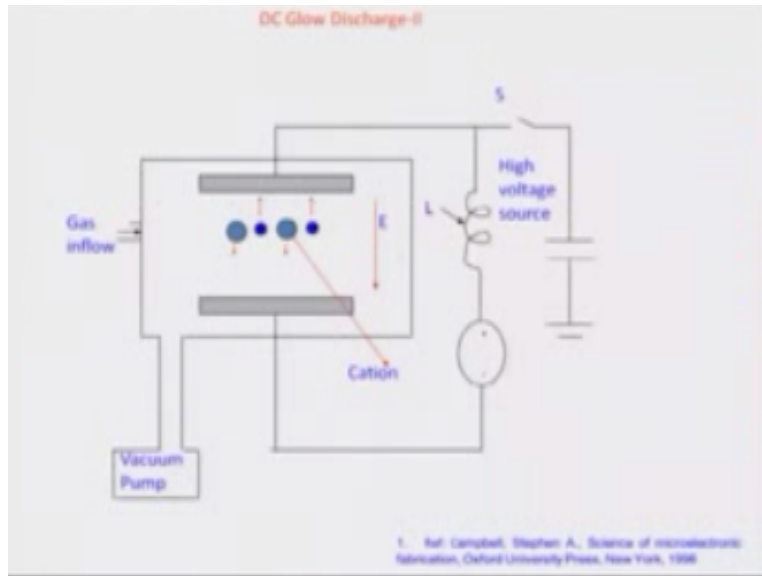 DC Glow Discharge-II
S
High
voltage
source
L
E
Gas
inflow
Cation
Vacuum
Pump
+
-
1. Ref: Campbell, Stephen A., Science of microelectronic
fabrication, Oxford University Press, New York, 1996